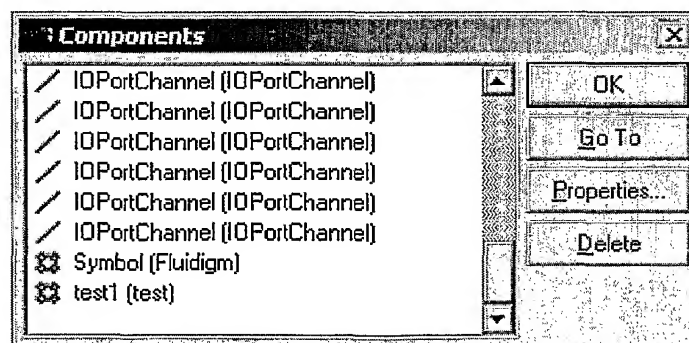 Components
IOPortChannel (IOPortChannel)
IOPortChannel (IOPortChannel)
IOPortChannel (IOPortChannel)
IOPortChannel (IOPortChannel)
IOPortChannel (IOPortChannel)
IOPortChannel (IOPortChannel)
Symbol (Fluidigm)
test1 (test)
OK
Go To
Properties...
Delete